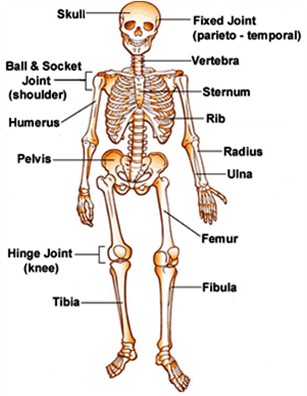 Skull
Fixed Joint
(parieto - temporal)
Vertebra
Ball & Socket
Joint
(shoulder)
Sternum
Humerus
Rib
Pelvis
Radius
Ulna
Femur
Hinge Joint
(knee)
Tibia
Fibula